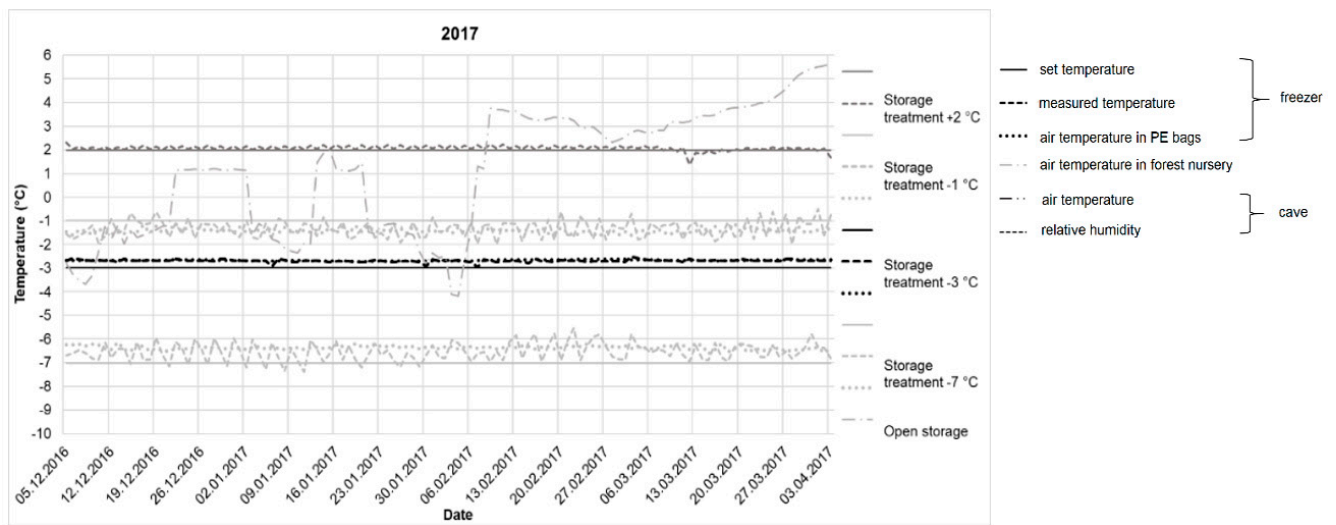 2017
Temperature (°C)
6
5
4
3
2
1
0
-1
-2
-3
-4
-5
-6
-7
-8
-9
-10
05.12.2016
12.12.2016
19.12.2016
26.12.2016
02.01.2017
09.01.2017
16.01.2017
23.01.2017
30.01.2017
06.02.2017
13.02.2017
20.02.2017
27.02.2017
06.03.2017
13.03.2017
20.03.2017
27.03.2017
03.04.2017
Date
Storage
treatment +2 °C
Storage
treatment -1 °C
Storage
treatment -3 °C
Storage
treatment -7 °C
Open storage
set temperature
measured temperature
air temperature in PE bags
freezer
air temperature in forest nursery
air temperature
relative humidity
cave